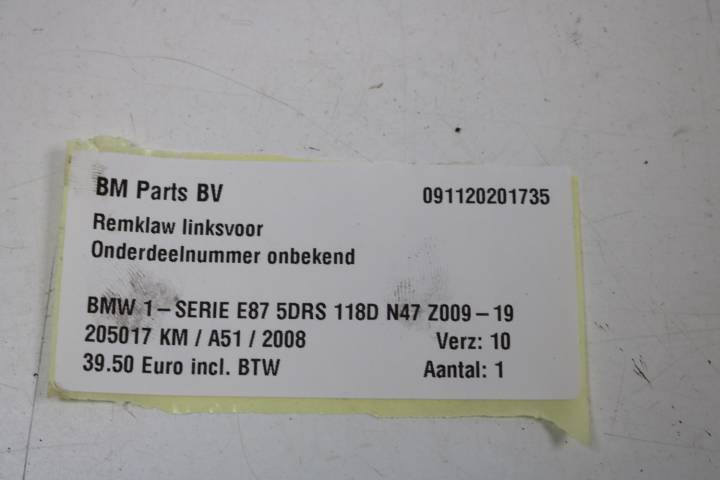 BM Parts BV 091120201735
Remklaw linksvoor
Onderdeelnummer onbekend
BMW 1-SERIE E87 5DRS 118D N47 Z009-19
205017 KM / A51 / 2008 Verz: 10
39.50 Euro incl. BTW Aantal: 1